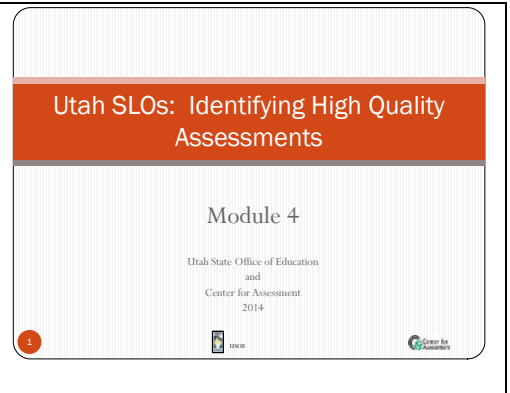 Utah SLOs: Identifying High Quality
Assessments
Module 4
Utah State Office of Education
and
Center for Assessment
2014
1
USOE
Center for
Assessment